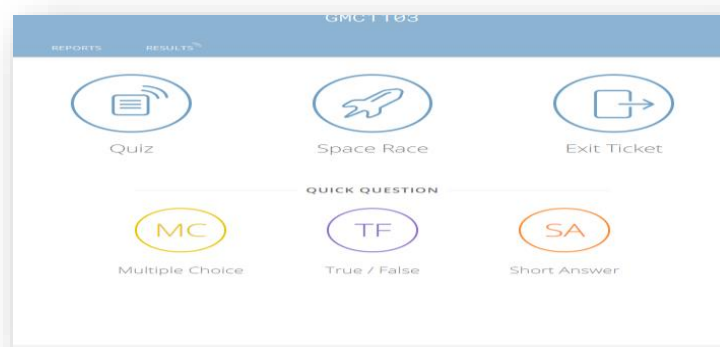 GMCTT03
REPORTS RESULTS
Quiz Space Race Exit Ticket
QUICK QUESTION
MC TF SA
Multiple Choice True / False Short Answer